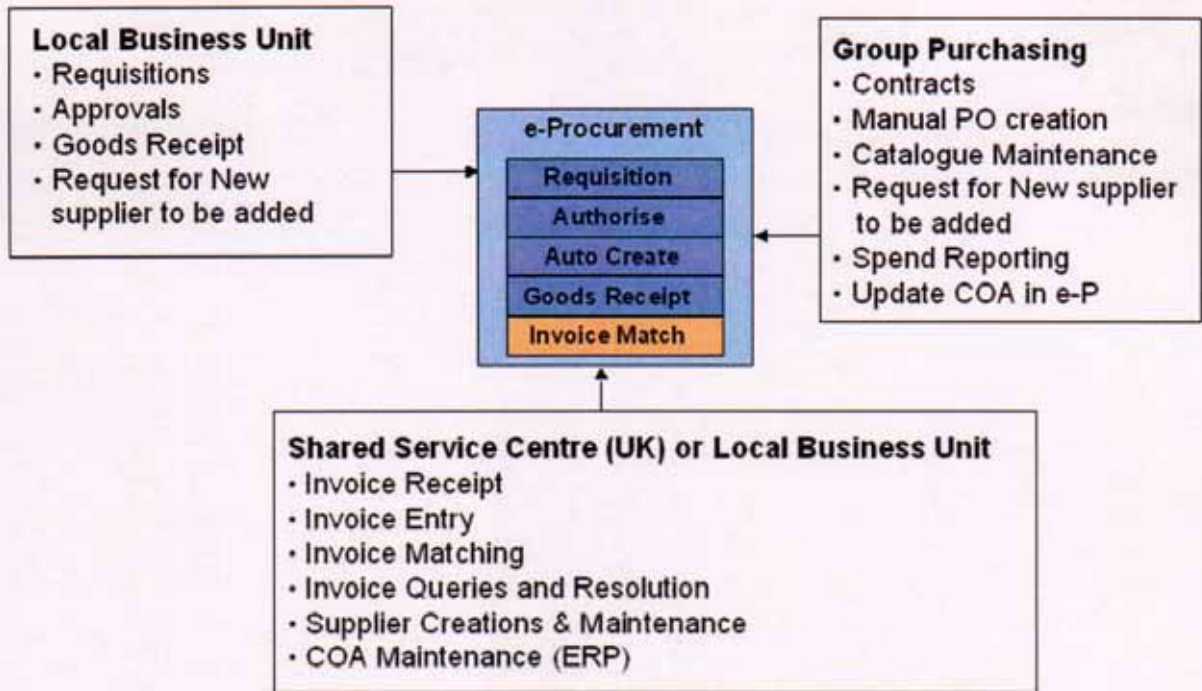 Local Business Unit
· Requisitions
· Approvals
· Goods Receipt
· Request for New
supplier to be added
e-Procurement
Requisition
Authorise
Auto Create
Goods Receipt
Invoice Match
Group Purchasing
· Contracts
· Manual PO creation
· Catalogue Maintenance
· Request for New supplier
to be added
· Spend Reporting
· Update COA in e-P
Shared Service Centre (UK) or Local Business Unit
· Invoice Receipt
· Invoice Entry
· Invoice Matching
· Invoice Queries and Resolution
· Supplier Creations & Maintenance
· COA Maintenance (ERP)